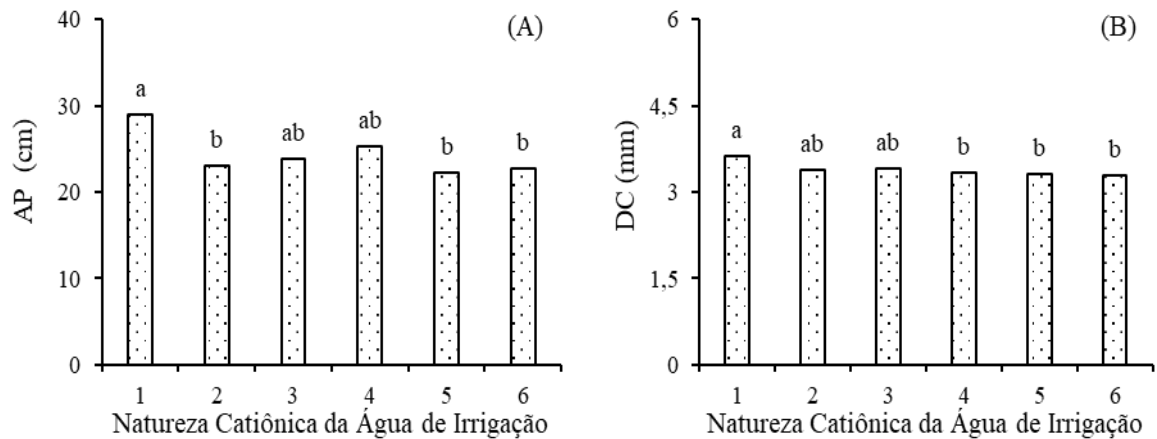 40
30
20
10
0
AP (cm)
(A)
a
b
ab
ab
b
b
1 2 3 4 5 6
Natureza Catiônica da Água de Irrigação
6
4,5
3
1,5
0
DC (mm)
(B)
a
ab
ab
b
b
b
1 2 3 4 5 6
Natureza Catiônica da Água de Irrigação